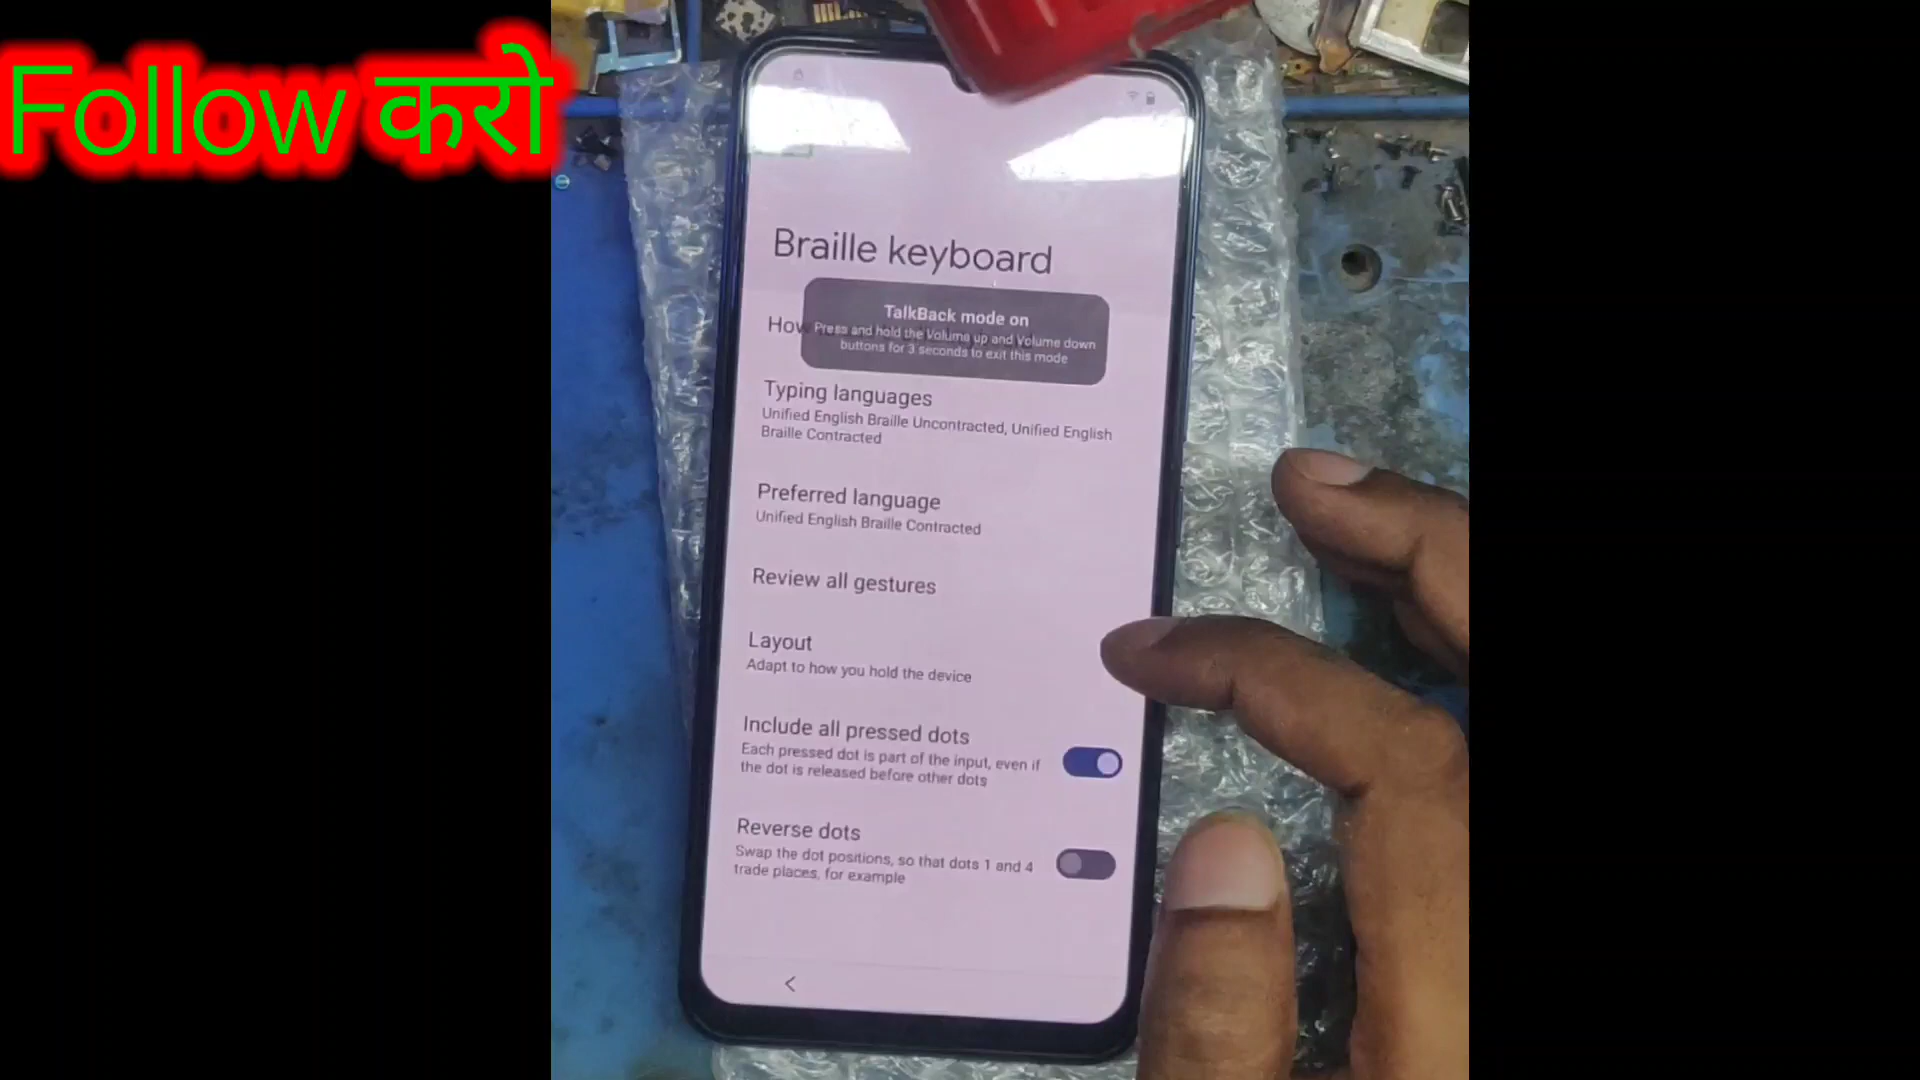 Follow करो
Braille keyboard
TalkBack mode on
How
Press and hold the Volume up and Volume down
buttons for 3 seconds to exit this mode
Typing languages
Unified English Braille Uncontracted, Unified English
Braille Contracted
Preferred language
Unified English Braille Contracted
Review all gestures
Layout
Adapt to how you hold the device
Include all pressed dots
Each pressed dot is part of the input, even if
the dot is released before other dots
Reverse dots
Swap the dot positions, so that dots 1 and 4
trade places, for example